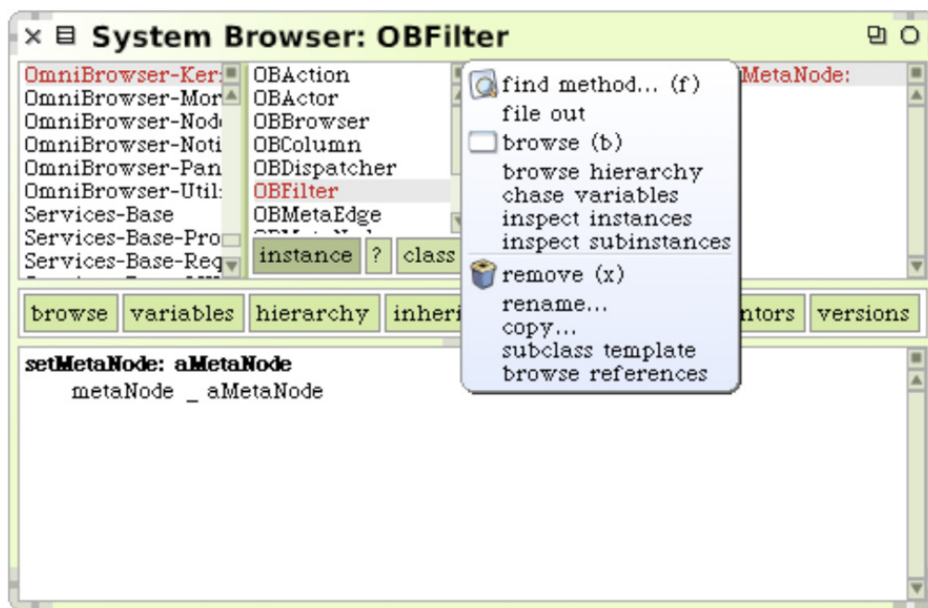 System Browser: OBFilter
OmniBrowser-Ker
OmniBrowser-Mor
OmniBrowser-Nod
OmniBrowser-Noti
OmniBrowser-Pan
OmniBrowser-Util
Services-Base
Services-Base-Pro
Services-Base-Req
OBAction
OBActor
OBBrowser
OBColumn
OBDispatcher
OBFilter
OBMetaEdge
instance ? class
MetaNode:
find method... (f)
file out
browse (b)
browse hierarchy
chase variables
inspect instances
inspect subinstances
remove (x)
rename...
copy...
subclass template
browse references
browse variables hierarchy inheri ntors versions
setMetaNode: aMetaNode
metaNode _ aMetaNode